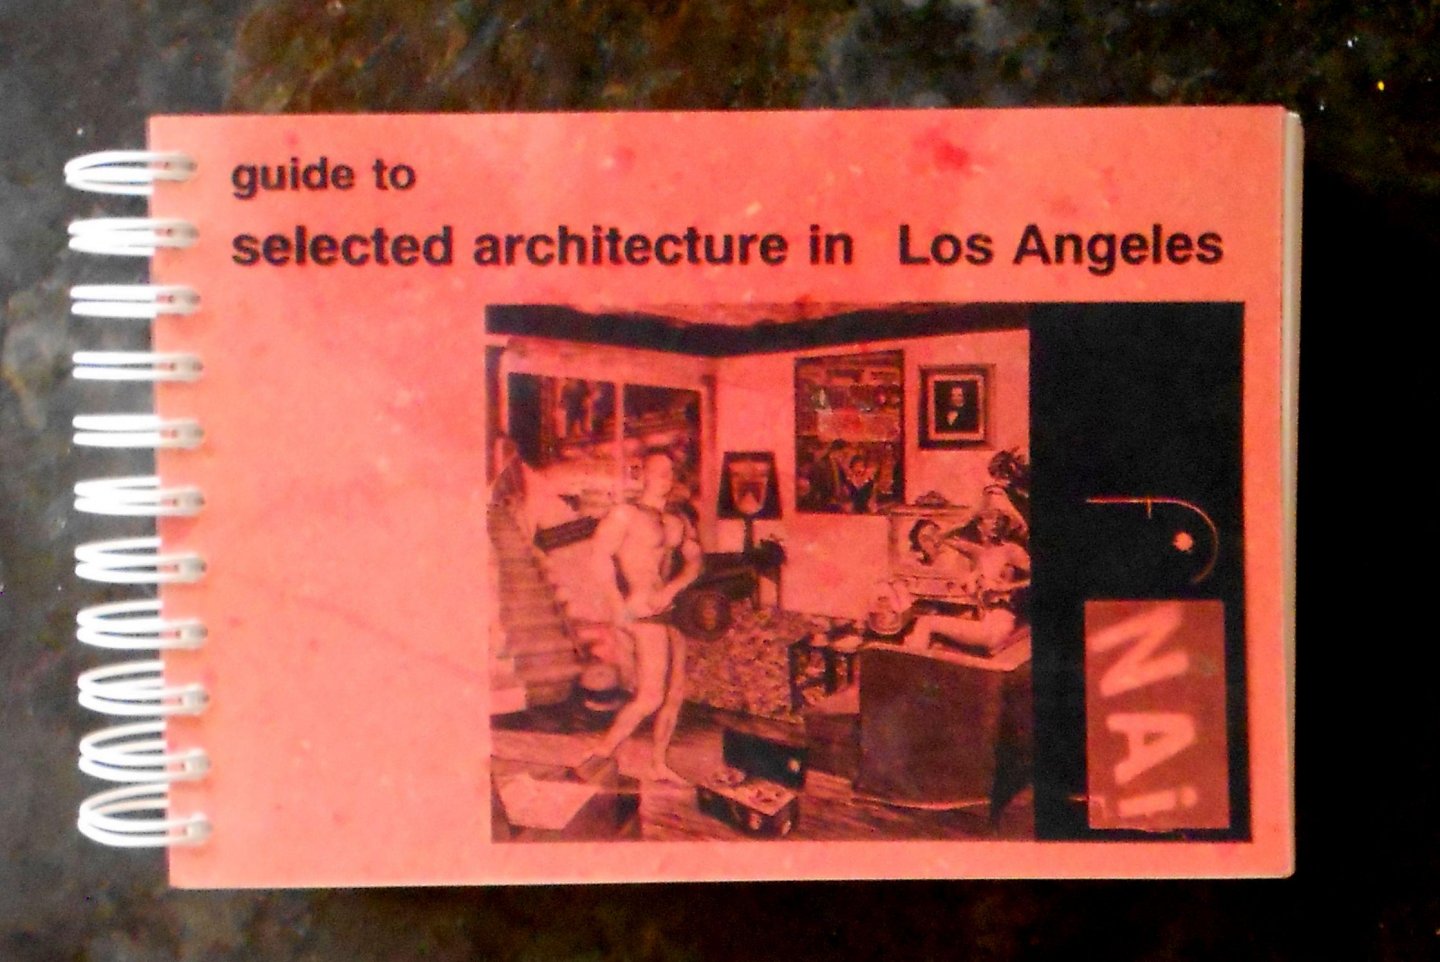 guide to
selected architecture in Los Angeles
NAi